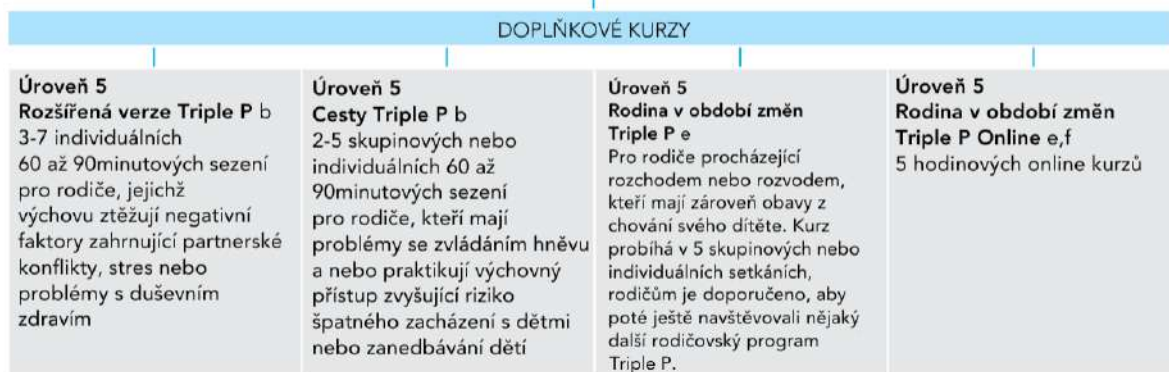 DOPLŇKOVÉ KURZY
Úroveň 5
Rozšířená verze Triple P b
3-7 individuálních
60 až 90minutových sezení
pro rodiče, jejichž
výchovu ztěžují negativní
faktory zahrnující partnerské
konflikty, stres nebo
problémy s duševním
zdravím
Úroveň 5
Cesty Triple P b
2-5 skupinových nebo
individuálních 60 až
90minutových sezení
pro rodiče, kteří mají
problémy se zvládáním hněvu
a nebo praktikují výchovný
přístup zvyšující riziko
špatného zacházení s dětmi
nebo zanedbávání dětí
Úroveň 5
Rodina v období změn
Triple P e
Pro rodiče procházející
rozchodem nebo rozvodem,
kteří mají zároveň obavy z
chování svého dítěte. Kurz
probíhá v 5 skupinových nebo
individuálních setkáních,
rodičům je doporučeno, aby
poté ještě navštěvovali nějaký
další rodičovský program
Triple P.
Úroveň 5
Rodina v období změn
Triple P Online e,f
5 hodinových online kurzů